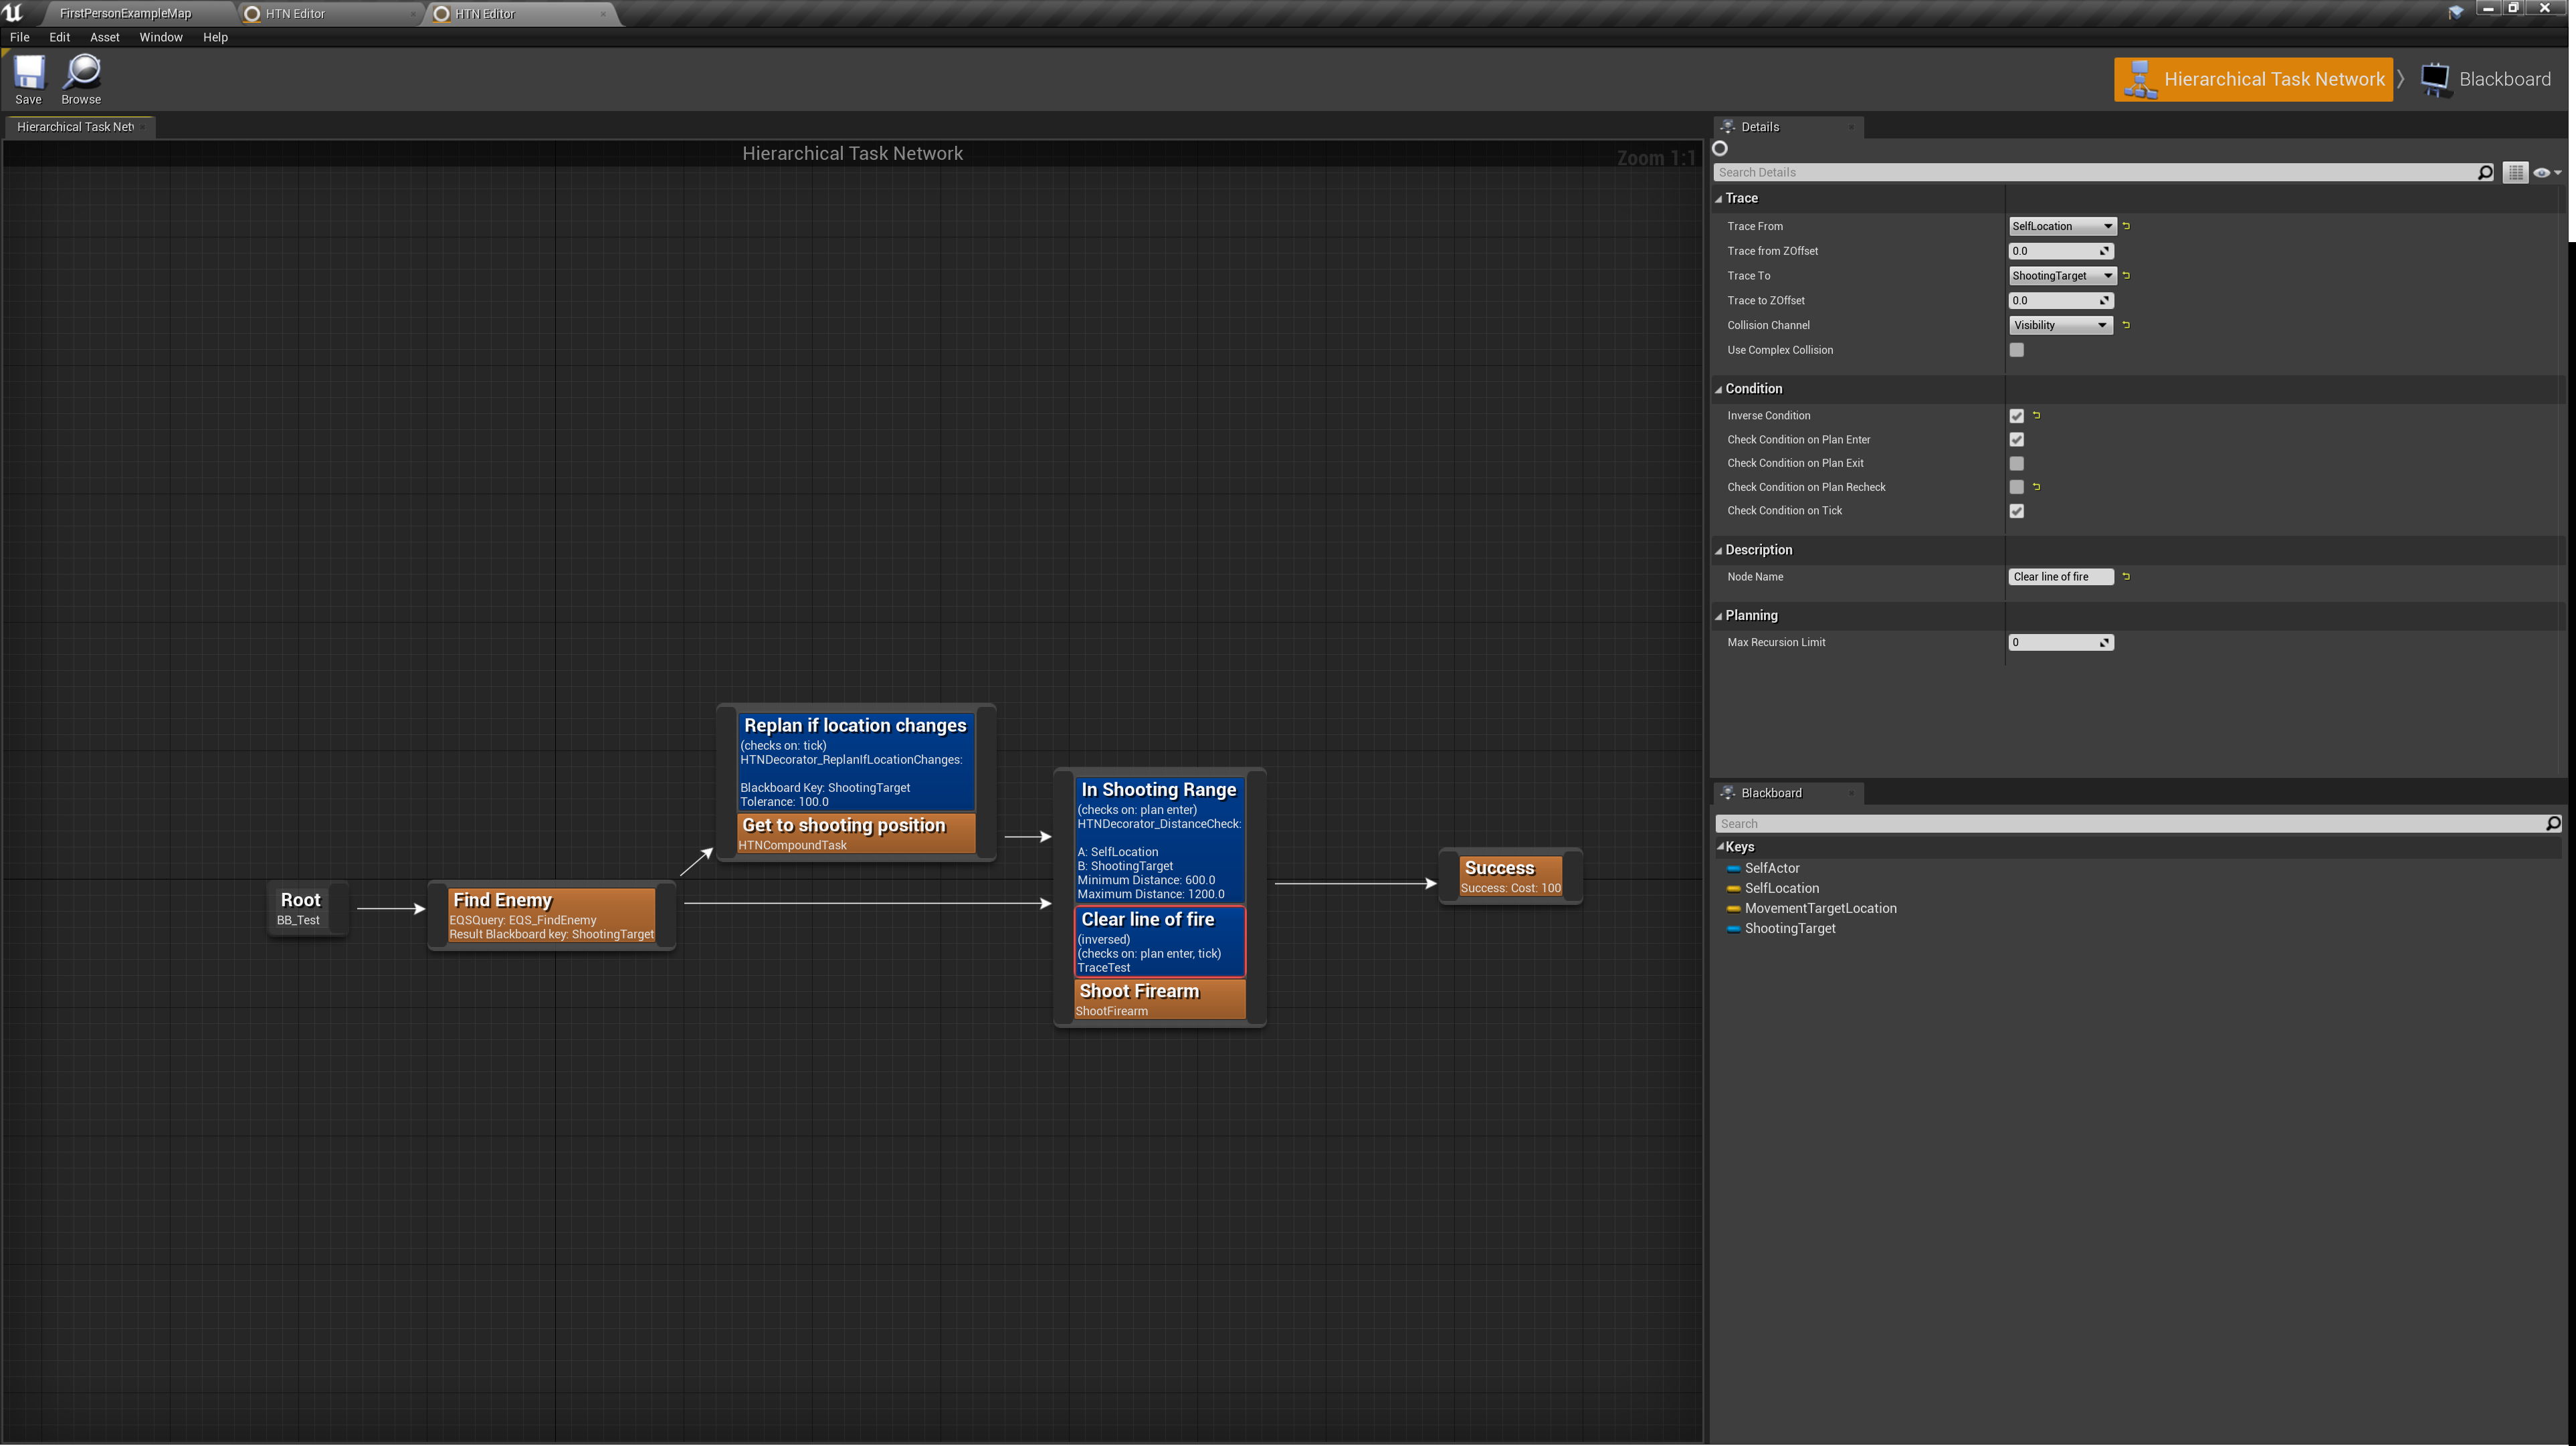 FirstPersonExampleMap
HTN Editor
HTN Editor
File Edit Asset Window Help
Save Browse
Hierarchical Task Network
Blackboard
Hierarchical Task Netw
Hierarchical Task Network
Zoom 1:1
Root
BB_Test
Find Enemy
EQSQuery: EQS_FindEnemy
Result Blackboard key: ShootingTarget
Replan if location changes
(checks on: tick)
HTNDecorator_ReplanIfLocationChanges:
Blackboard Key: ShootingTarget
Tolerance: 100.0
Get to shooting position
HTNCompoundTask
In Shooting Range
(checks on: plan enter)
HTNDecorator_DistanceCheck:
A: SelfLocation
B: ShootingTarget
Minimum Distance: 600.0
Maximum Distance: 1200.0
Clear line of fire
(inversed)
(checks on: plan enter, tick)
TraceTest
Shoot Firearm
ShootFirearm
Success
Success: Cost: 100
Details
Search Details
Trace
Trace From SelfLocation
Trace from ZOffset 0.0
Trace To ShootingTarget
Trace to ZOffset 0.0
Collision Channel Visibility
Use Complex Collision
Condition
Inverse Condition
Check Condition on Plan Enter
Check Condition on Plan Exit
Check Condition on Plan Recheck
Check Condition on Tick
Description
Node Name Clear line of fire
Planning
Max Recursion Limit 0
Blackboard
Search
Keys
SelfActor
SelfLocation
MovementTargetLocation
ShootingTarget